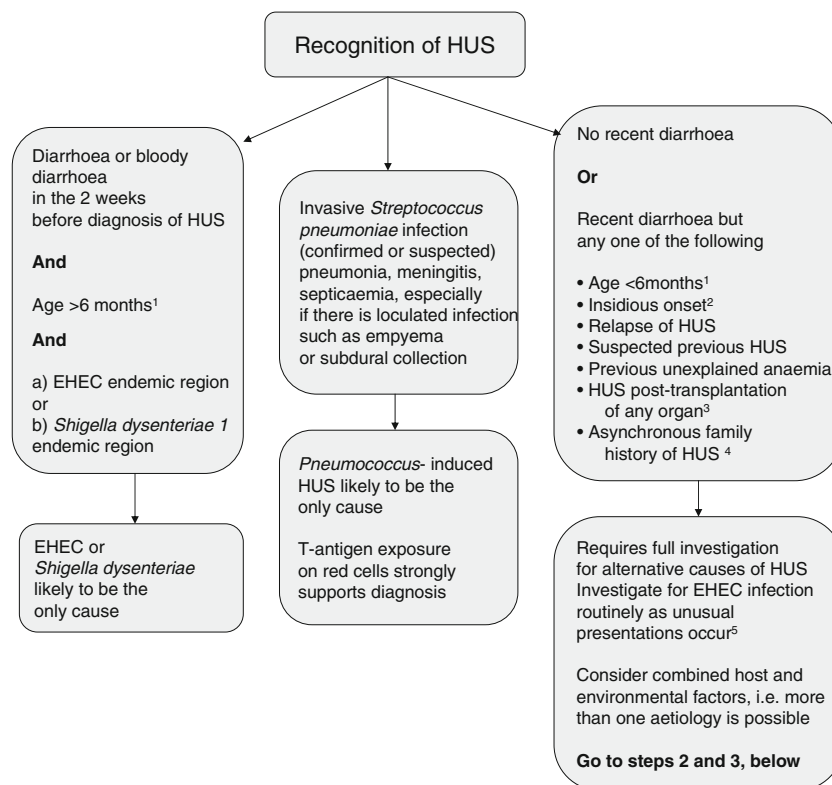 Recognition of HUS
Diarrhoea or bloody
diarrhoea
in the 2 weeks
before diagnosis of HUS
And
Age >6 months¹
And
a) EHEC endemic region
or
b) Shigella dysenteriae 1
endemic region
EHEC or
Shigella dysenteriae
likely to be the
only cause
Invasive Streptococcus
pneumoniae infection
(confirmed or suspected)
pneumonia, meningitis,
septicaemia, especially
if there is loculated infection
such as empyema
or subdural collection
Pneumococcus- induced
HUS likely to be the
only cause
T-antigen exposure
on red cells strongly
supports diagnosis
No recent diarrhoea
Or
Recent diarrhoea but
any one of the following
• Age <6months¹
• Insidious onset²
• Relapse of HUS
• Suspected previous HUS
• Previous unexplained anaemia
• HUS post-transplantation
of any organ³
• Asynchronous family
history of HUS ⁴
Requires full investigation
for alternative causes of HUS
Investigate for EHEC infection
routinely as unusual
presentations occur⁵
Consider combined host and
environmental factors, i.e. more
than one aetiology is possible
Go to steps 2 and 3, below